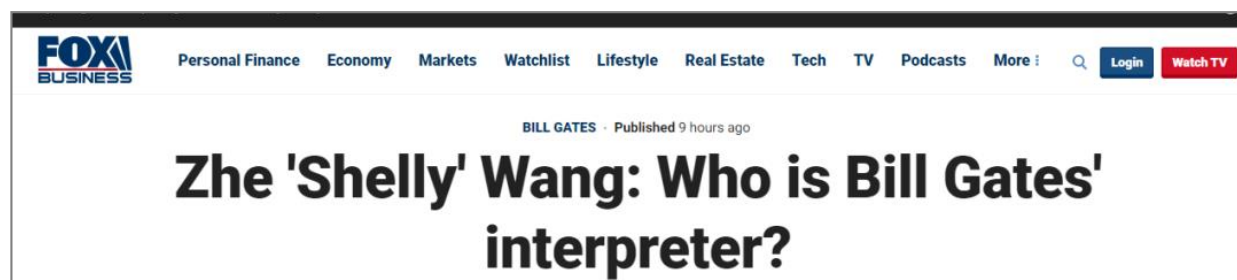 FOX BUSINESS
Personal Finance Economy Markets Watchlist Lifestyle Real Estate Tech TV Podcasts More Login Watch TV
BILL GATES · Published 9 hours ago
Zhe 'Shelly' Wang: Who is Bill Gates'
interpreter?